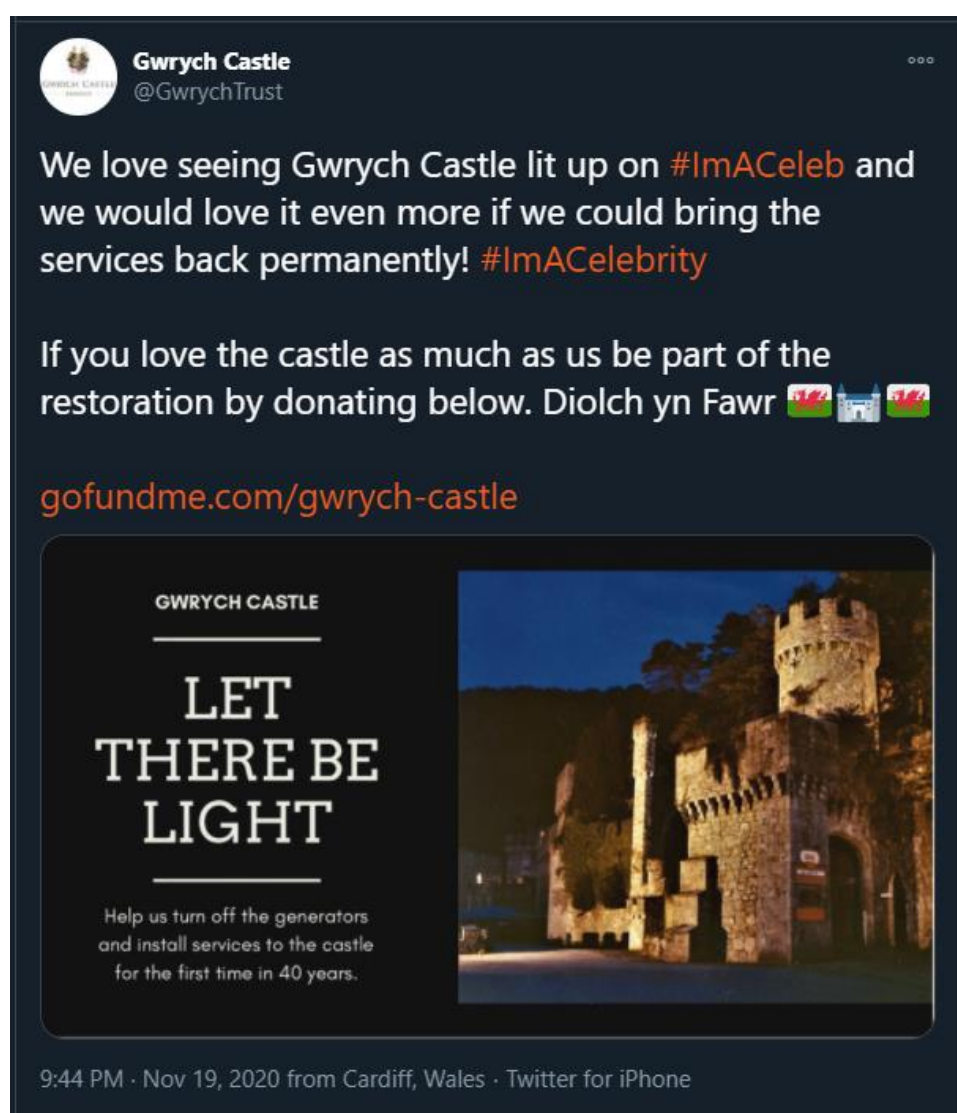 Gwrych Castle
@GwrychTrust
We love seeing Gwrych Castle lit up on #ImACeleb and
we would love it even more if we could bring the
services back permanently! #ImACelebrity
If you love the castle as much as us be part of the
restoration by donating below. Diolch yn Fawr 🏴󠁧󠁢󠁷󠁬󠁳󠁿🏰🏴󠁧󠁢󠁷󠁬󠁳󠁿
gofundme.com/gwrych-castle
GWRYCH CASTLE
LET
THERE BE
LIGHT
Help us turn off the generators
and install services to the castle
for the first time in 40 years.
9:44 PM · Nov 19, 2020 from Cardiff, Wales · Twitter for iPhone